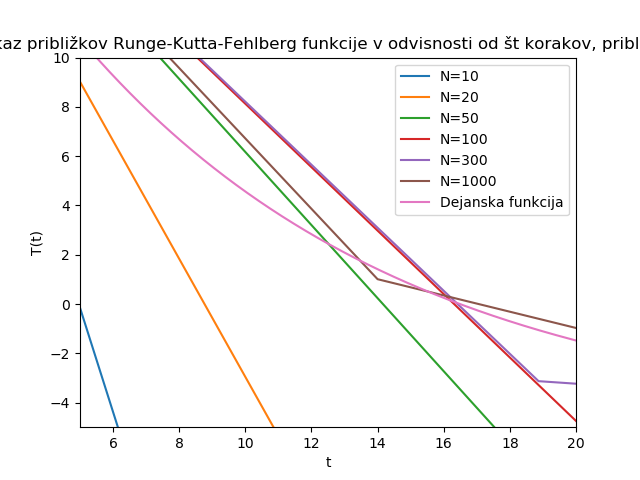 kaz približkov Runge-Kutta-Fehlberg funkcije v odvisnosti od št korakov, pribl
N=10
N=20
N=50
N=100
N=300
N=1000
Dejanska funkcija
T(t)
10
8
6
4
2
0
−2
−4
6 8 10 12 14 16 18 20
t